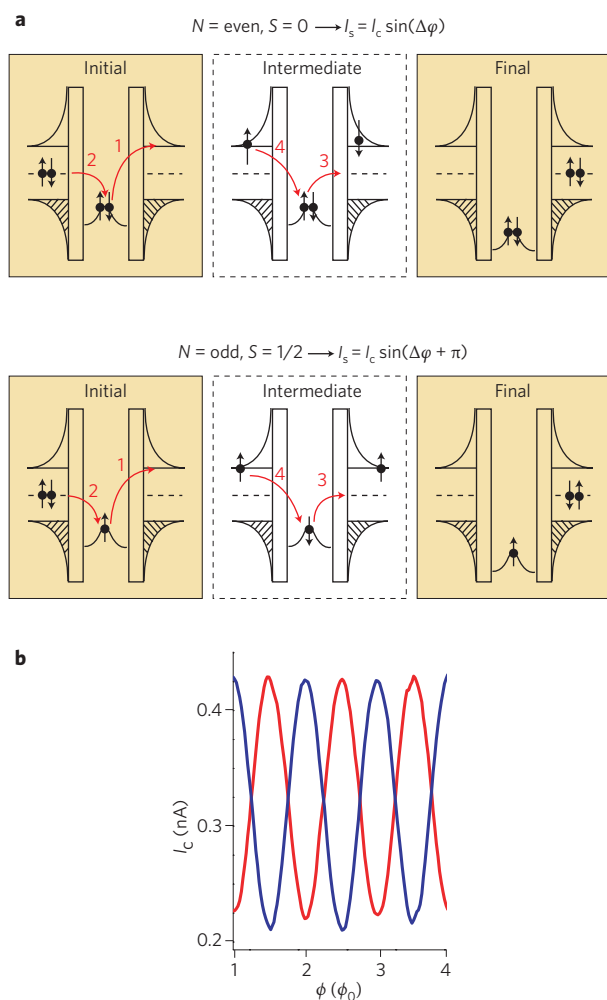 a
N = even, S = 0 → Is = Ic sin(Δφ)
Initial
Intermediate
Final
2
1
4
3
N = odd, S = 1/2 → Is = Ic sin(Δφ + π)
Initial
Intermediate
Final
2
1
4
3
b
0.4
0.3
0.2
Ic (nA)
1
2
3
4
ϕ (ϕ0)